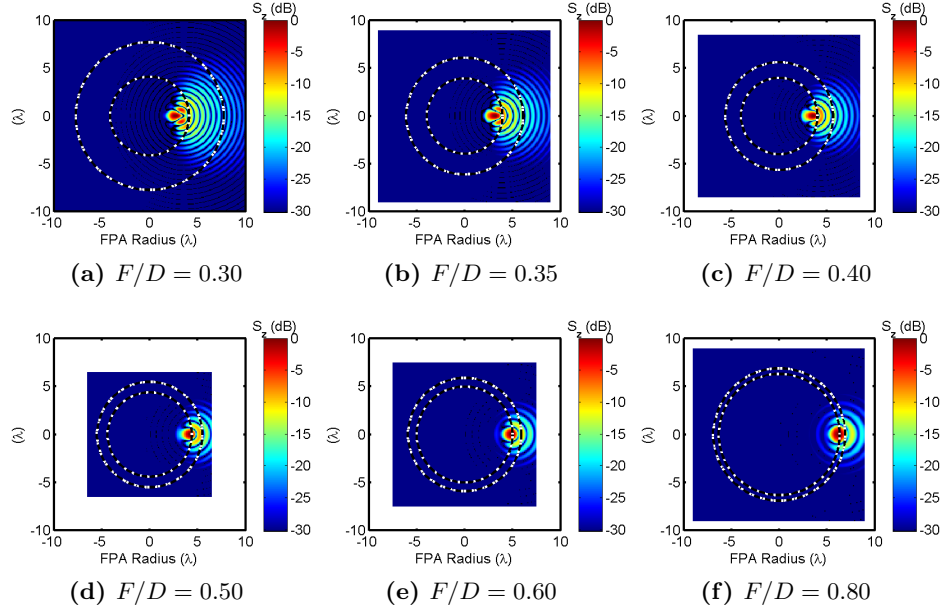 S_z (dB) S_z (dB) S_z (dB)
10 0 10 0 10 0
5 -5 5 -5 5 -5
-10 -10 -10
(λ) 0 -15 (λ) 0 -15 (λ) 0 -15
-20 -20 -20
-5 -25 -5 -25 -5 -25
-10 -30 -10 -30 -10 -30
-10 -5 0 5 10 -10 -5 0 5 10 -10 -5 0 5 10
FPA Radius (λ) FPA Radius (λ) FPA Radius (λ)
(a) F/D = 0.30 (b) F/D = 0.35 (c) F/D = 0.40
S_z (dB) S_z (dB) S_z (dB)
10 0 10 0 10 0
5 -5 5 -5 5 -5
-10 -10 -10
(λ) 0 -15 (λ) 0 -15 (λ) 0 -15
-20 -20 -20
-5 -25 -5 -25 -5 -25
-10 -30 -10 -30 -10 -30
-10 -5 0 5 10 -10 -5 0 5 10 -10 -5 0 5 10
FPA Radius (λ) FPA Radius (λ) FPA Radius (λ)
(d) F/D = 0.50 (e) F/D = 0.60 (f) F/D = 0.80